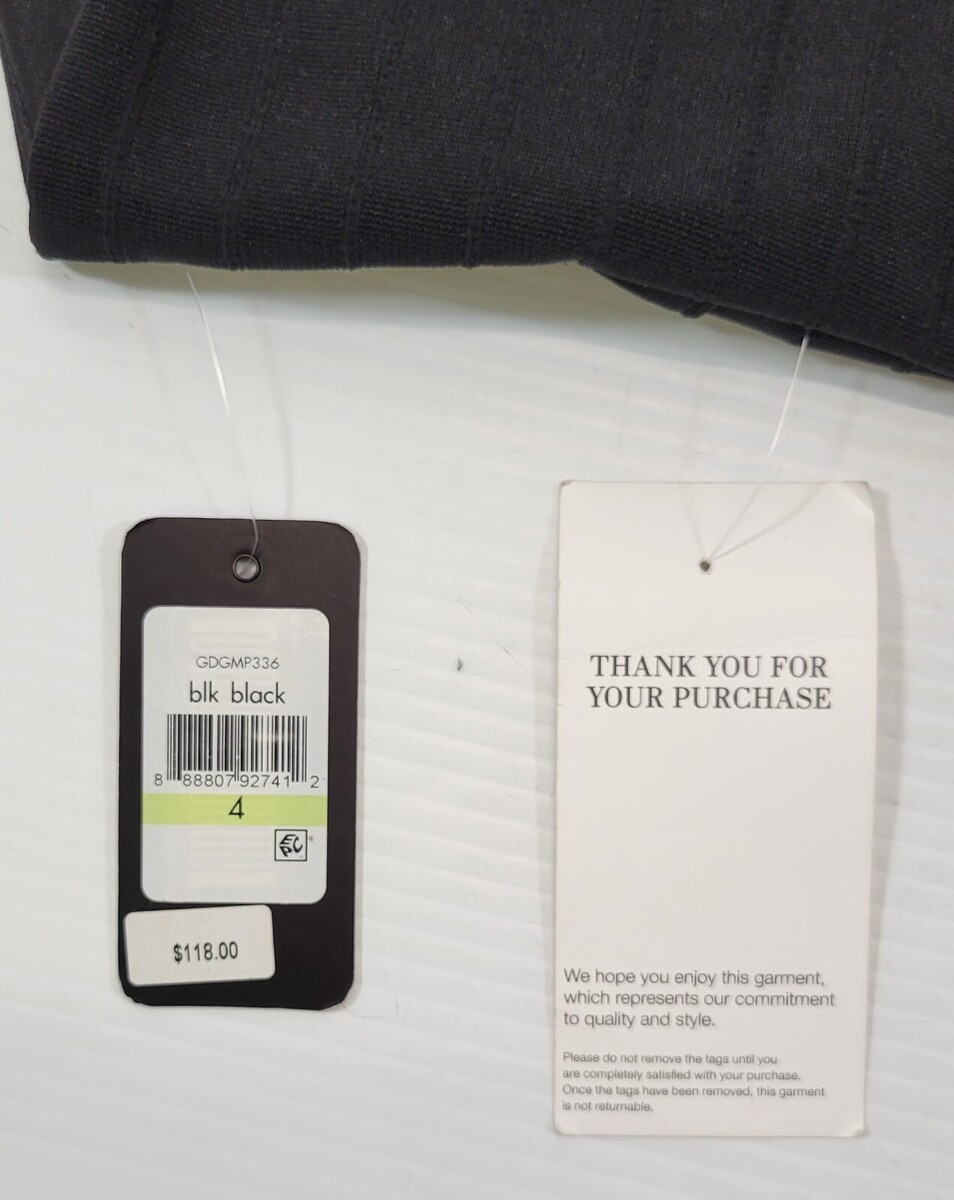 GDGMP336
blk black
8 88807 92741 2
4
EPC
$118.00
THANK YOU FOR
YOUR PURCHASE
We hope you enjoy this garment,
which represents our commitment
to quality and style.
Please do not remove the tags until you
are completely satisfied with your purchase.
Once the tags have been removed, this garment
is not returnable.